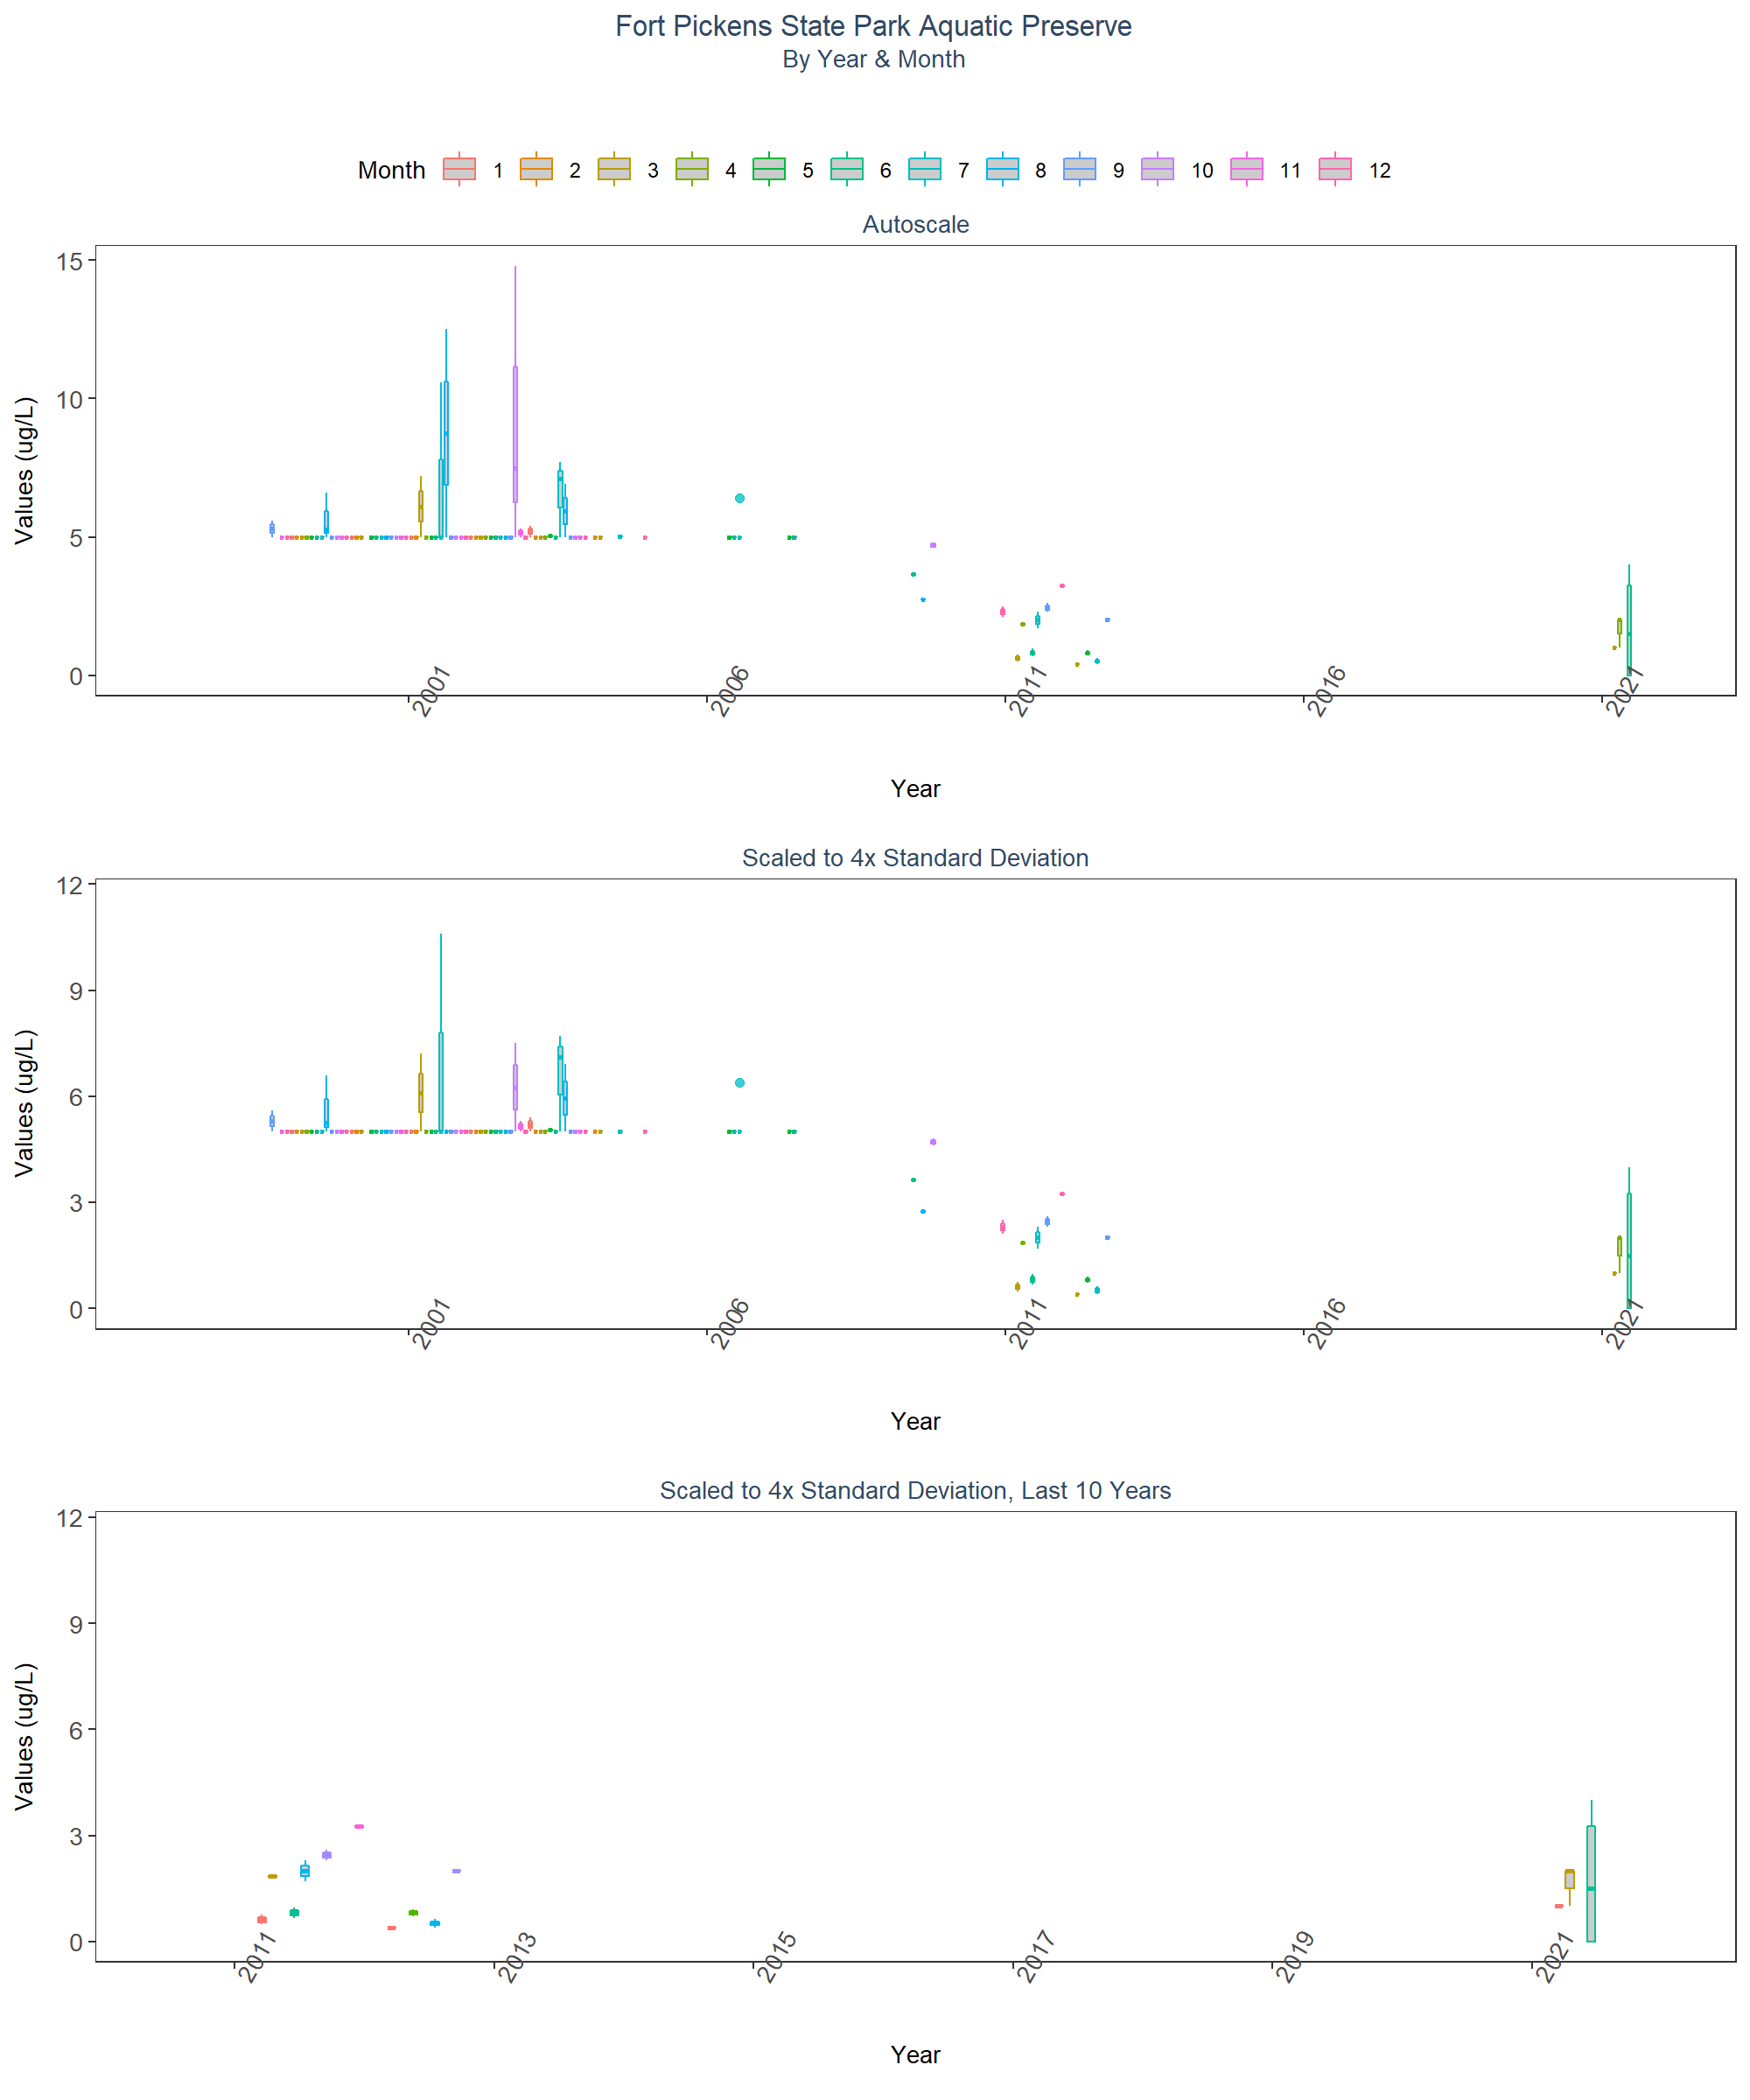 Fort Pickens State Park Aquatic Preserve
By Year & Month
Month 1 2 3 4 5 6 7 8 9 10 11 12
Autoscale
15
10
5
0
Values (ug/L)
2001 2006 2011 2016 2021
Year
Scaled to 4x Standard Deviation
12
9
6
3
0
Values (ug/L)
2001 2006 2011 2016 2021
Year
Scaled to 4x Standard Deviation, Last 10 Years
12
9
6
3
0
Values (ug/L)
2011 2013 2015 2017 2019 2021
Year